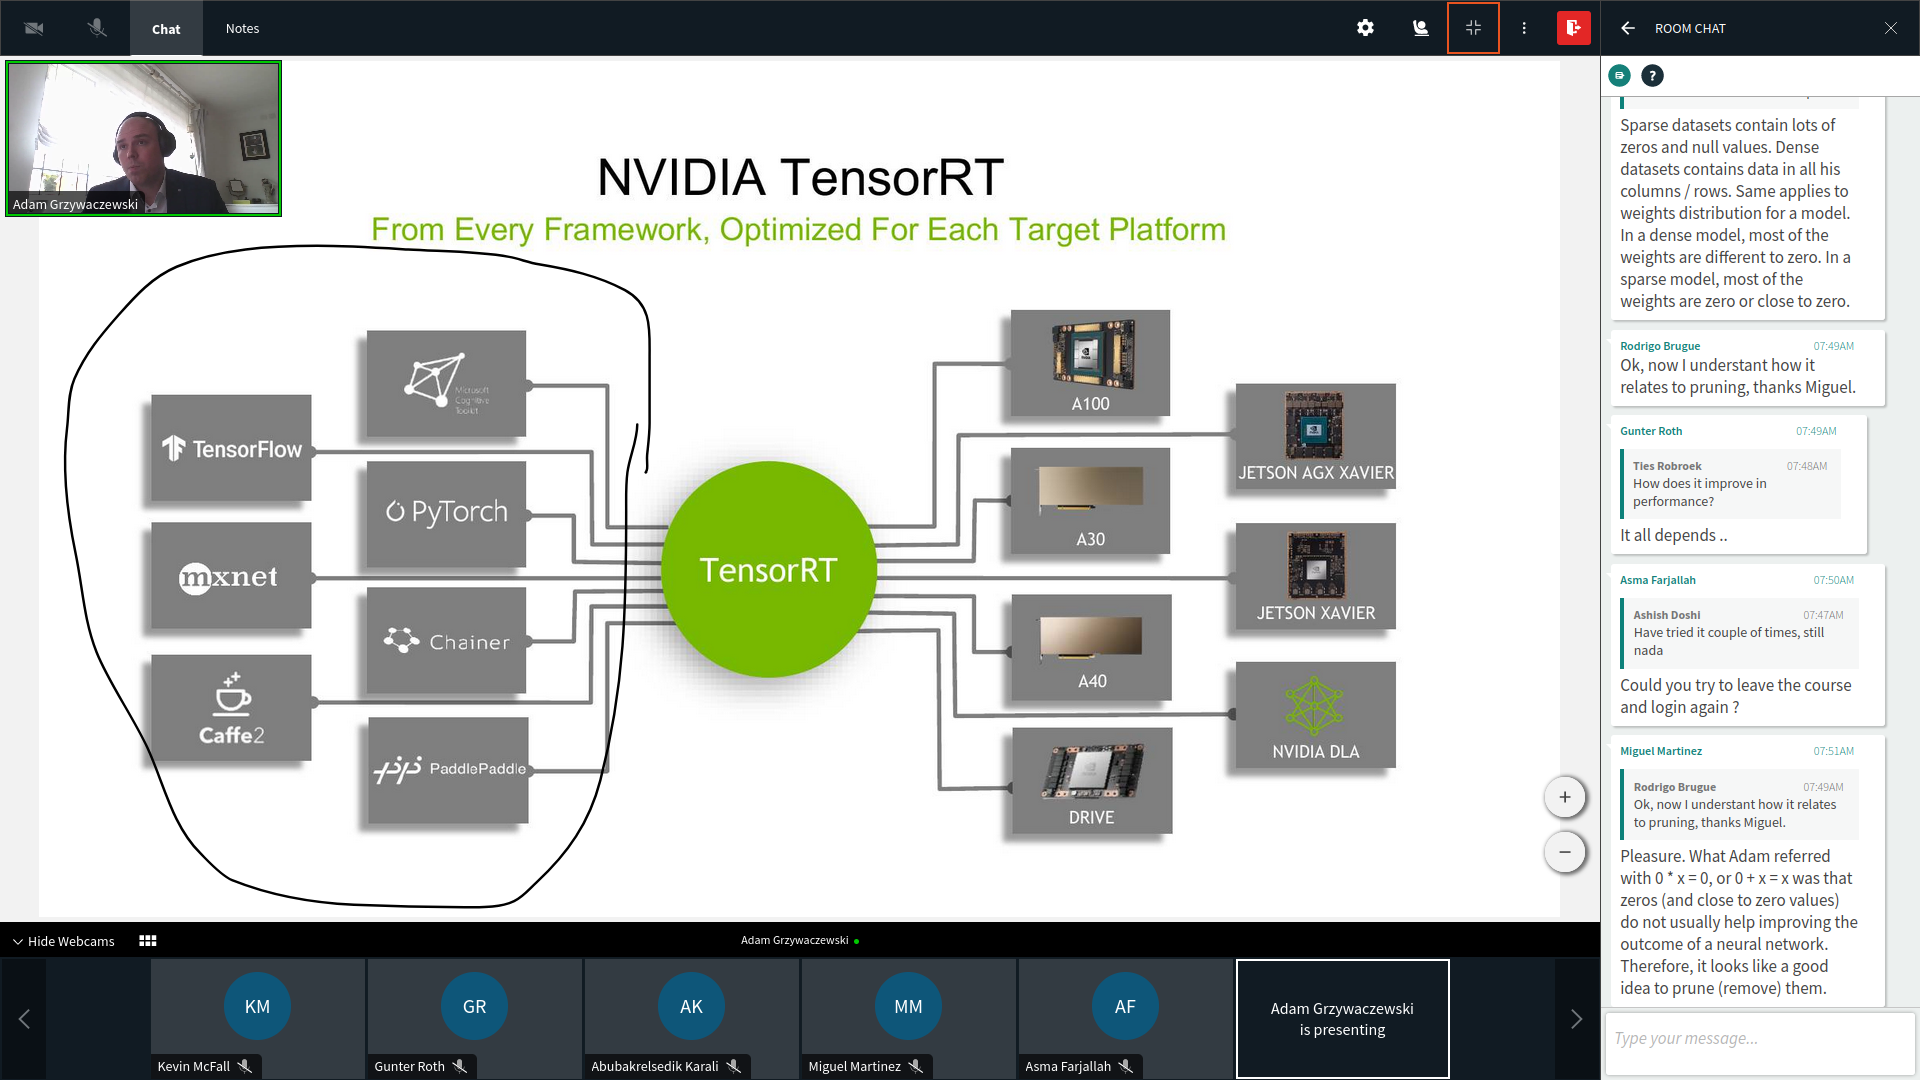 Chat
Notes
ROOM CHAT
?
Adam Grzywaczewski
NVIDIA TensorRT
From Every Framework, Optimized For Each Target Platform
Microsoft
Cognitive
Toolkit
TensorFlow
PyTorch
mxnet
Chainer
Caffe2
PaddlePaddle
TensorRT
A100
JETSON AGX XAVIER
A30
JETSON XAVIER
A40
NVIDIA DLA
DRIVE
+
−
Sparse datasets contain lots of
zeros and null values. Dense
datasets contains data in all his
columns / rows. Same applies to
weights distribution for a model.
In a dense model, most of the
weights are different to zero. In a
sparse model, most of the
weights are zero or close to zero.
Rodrigo Brugue 07:49AM
Ok, now I understant how it
relates to pruning, thanks Miguel.
Gunter Roth 07:49AM
Ties Robroek 07:48AM
How does it improve in
performance?
It all depends ..
Asma Farjallah 07:50AM
Ashish Doshi 07:47AM
Have tried it couple of times, still
nada
Could you try to leave the course
and login again ?
Miguel Martinez 07:51AM
Rodrigo Brugue 07:49AM
Ok, now I understant how it relates
to pruning, thanks Miguel.
Pleasure. What Adam referred
with 0 * x = 0, or 0 + x = x was that
zeros (and close to zero values)
do not usually help improving the
outcome of a neural network.
Therefore, it looks like a good
idea to prune (remove) them.
Type your message...
Hide Webcams
Adam Grzywaczewski
KM
Kevin McFall
GR
Gunter Roth
AK
Abubakrelsedik Karali
MM
Miguel Martinez
AF
Asma Farjallah
Adam Grzywaczewski
is presenting